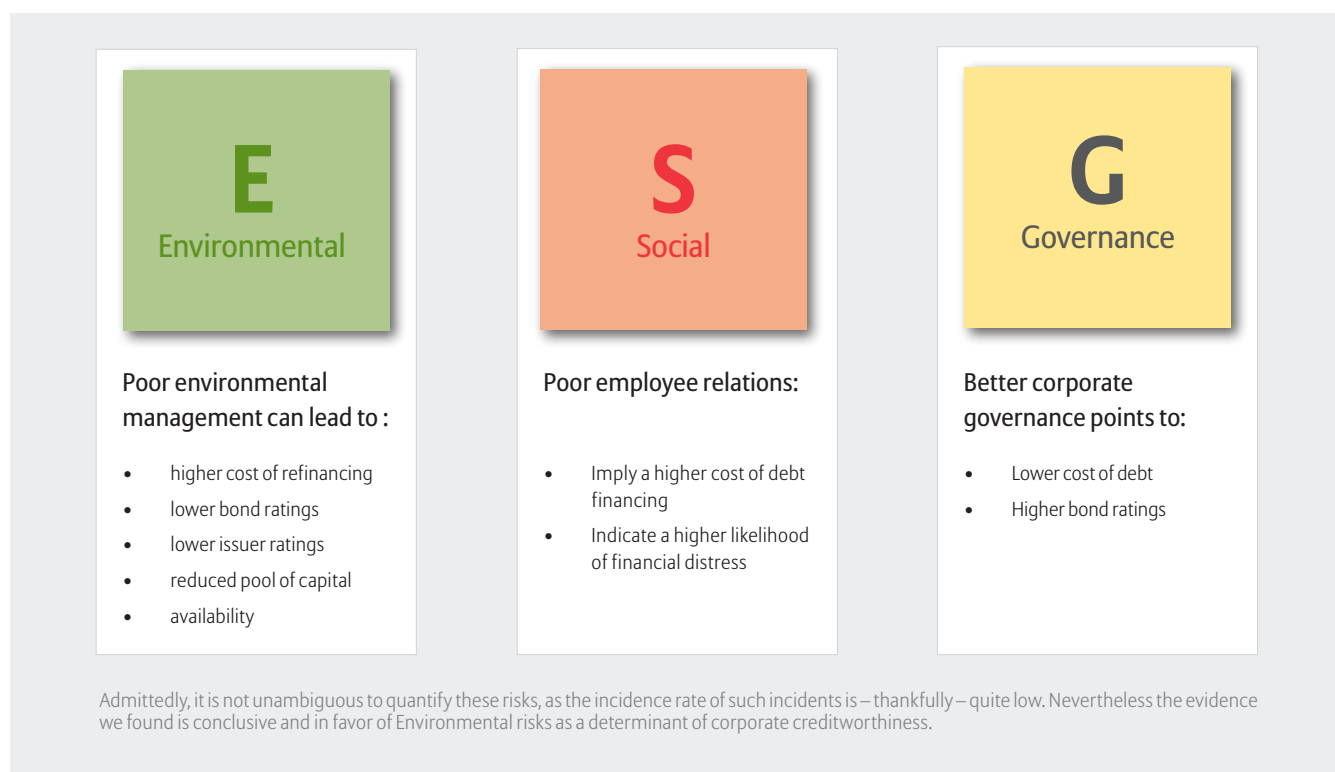 E
Environmental
Poor environmental
management can lead to :
• higher cost of refinancing
• lower bond ratings
• lower issuer ratings
• reduced pool of capital
• availability
S
Social
Poor employee relations:
• Imply a higher cost of debt
financing
• Indicate a higher likelihood
of financial distress
G
Governance
Better corporate
governance points to:
• Lower cost of debt
• Higher bond ratings
Admittedly, it is not unambiguous to quantify these risks, as the incidence rate of such incidents is – thankfully – quite low. Nevertheless the evidence
we found is conclusive and in favor of Environmental risks as a determinant of corporate creditworthiness.